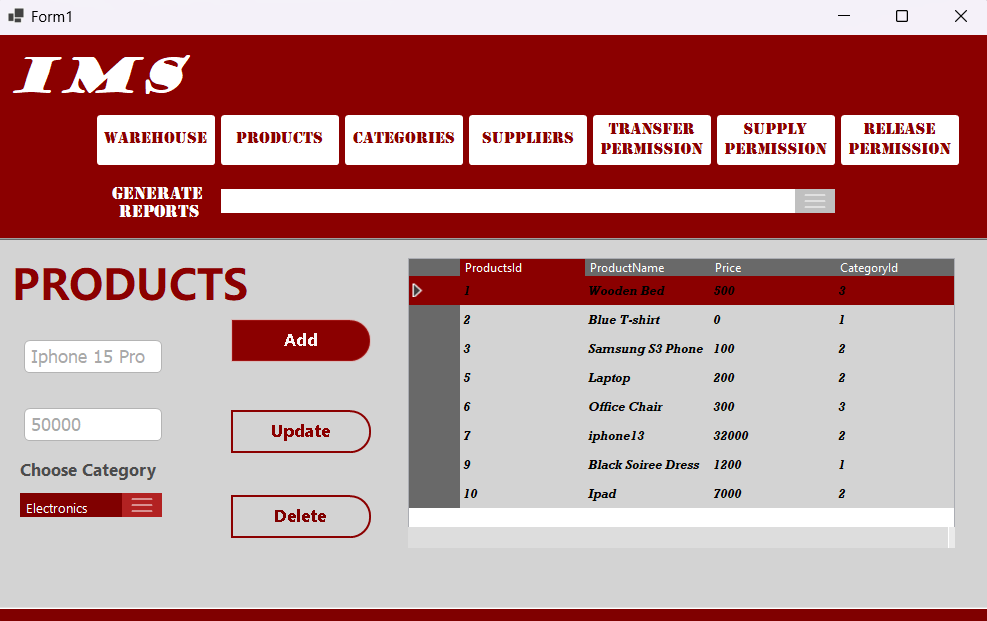 Form1
IMS
WAREHOUSE PRODUCTS CATEGORIES SUPPLIERS TRANSFER PERMISSION SUPPLY PERMISSION RELEASE PERMISSION
GENERATE
REPORTS
PRODUCTS
Iphone 15 Pro
50000
Choose Category
Electronics
Add
Update
Delete
ProductsId ProductName Price CategoryId
1 Wooden Bed 500 3
2 Blue T-shirt 0 1
3 Samsung S3 Phone 100 2
5 Laptop 200 2
6 Office Chair 300 3
7 iphone13 32000 2
9 Black Soiree Dress 1200 1
10 Ipad 7000 2